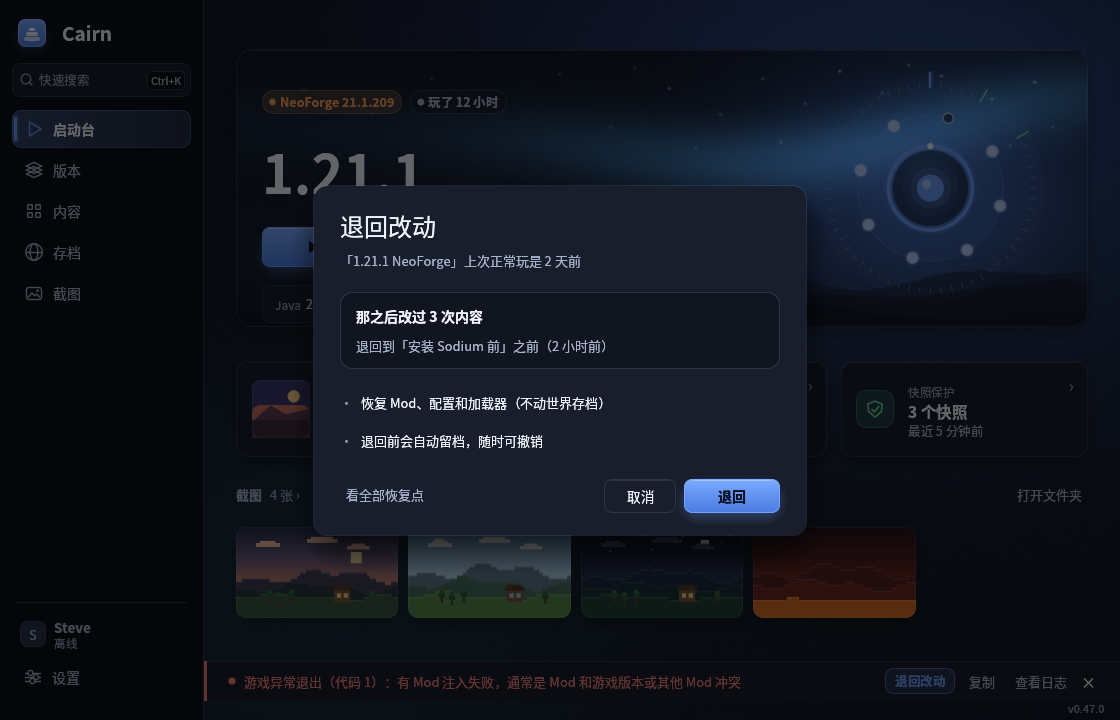 Cairn
快速搜索 Ctrl+K
启动台
版本
内容
存档
截图
Steve
离线
设置
NeoForge 21.1.209
玩了 12 小时
1.21.1
Java 2
退回改动
「1.21.1 NeoForge」上次正常玩是 2 天前
那之后改过 3 次内容
退回到「安装 Sodium 前」之前（2 小时前）
恢复 Mod、配置和加载器（不动世界存档）
退回前会自动留档，随时可撤销
看全部恢复点
取消
退回
快照保护
3 个快照
最近 5 分钟前
截图 4 张 ›
打开文件夹
游戏异常退出（代码 1）：有 Mod 注入失败，通常是 Mod 和游戏版本或其他 Mod 冲突
退回改动
复制
查看日志
v0.47.0